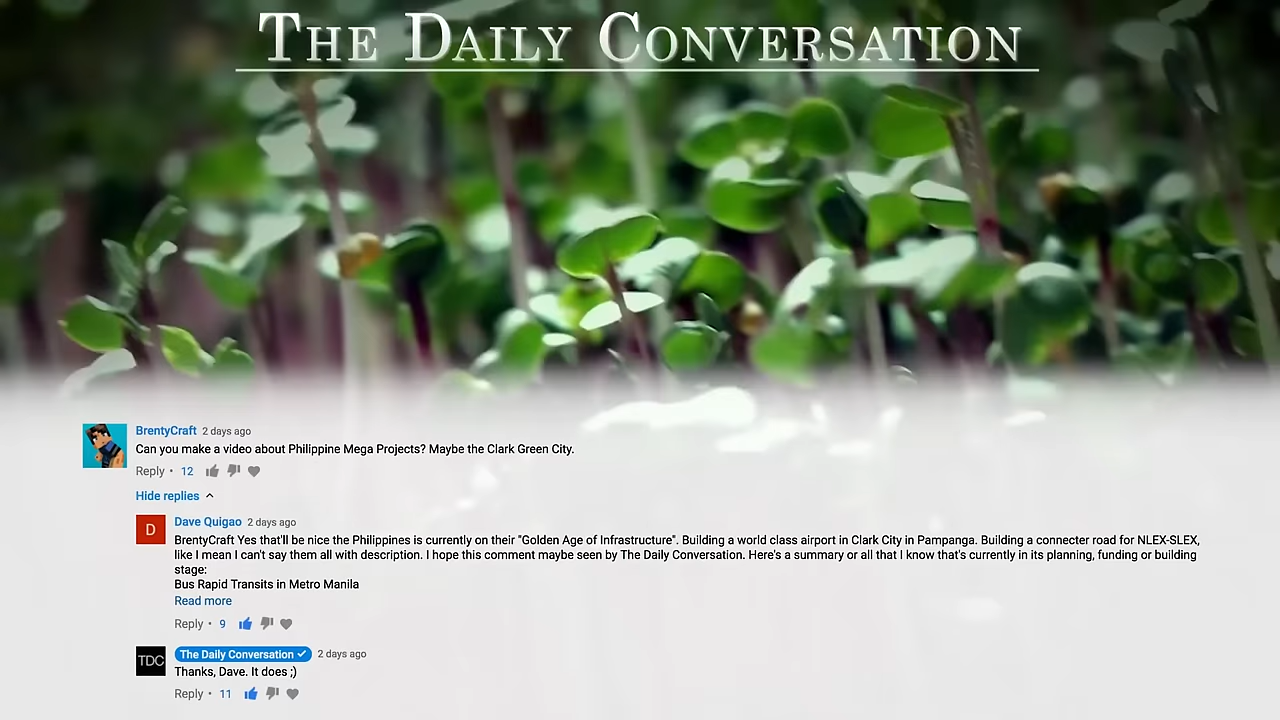 THE DAILY CONVERSATION
BrentyCraft 2 days ago
Can you make a video about Philippine Mega Projects? Maybe the Clark Green City.
Reply • 12
Hide replies
D
Dave Quigao 2 days ago
BrentyCraft Yes that'll be nice the Philippines is currently on their "Golden Age of Infrastructure". Building a world class airport in Clark City in Pampanga. Building a connecter road for NLEX-SLEX,
like I mean I can't say them all with description. I hope this comment maybe seen by The Daily Conversation. Here's a summary or all that I know that's currently in its planning, funding or building
stage:
Bus Rapid Transits in Metro Manila
Read more
Reply • 9
TDC
The Daily Conversation 2 days ago
Thanks, Dave. It does ;)
Reply • 11